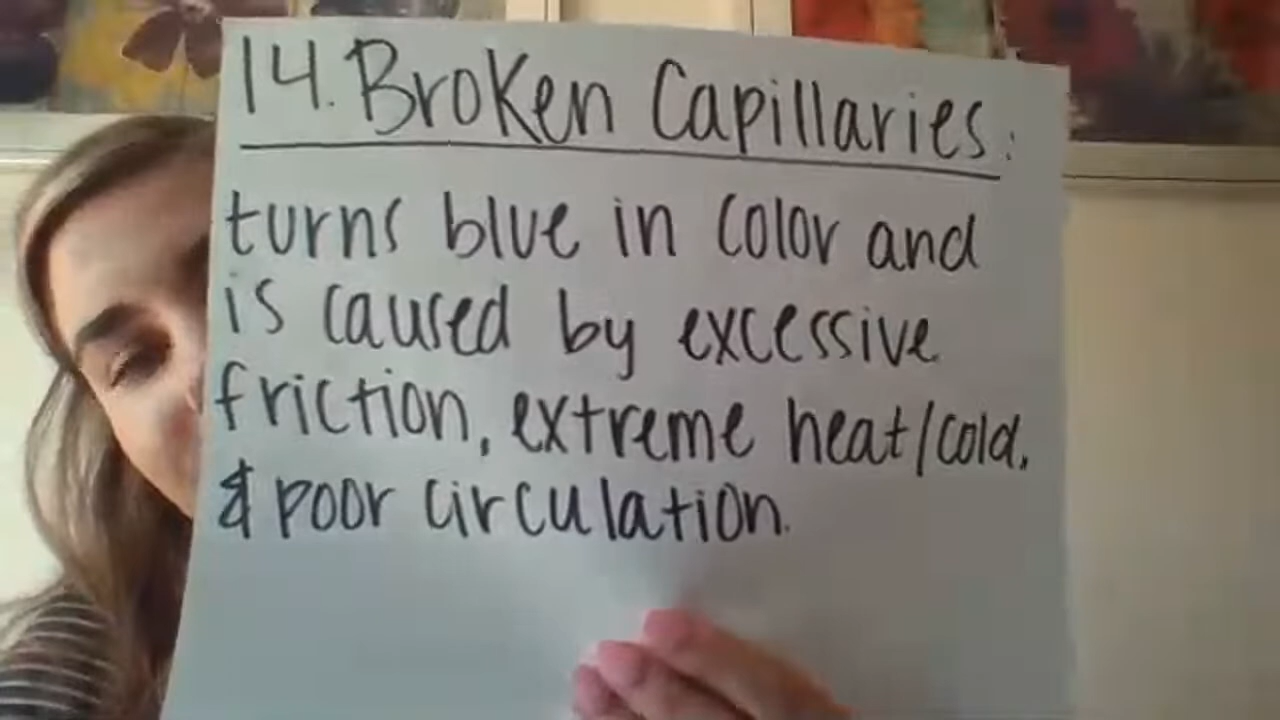 14. Broken Capillaries:
turns blue in color and
is caused by excessive
friction, extreme heat/cold,
& poor circulation.